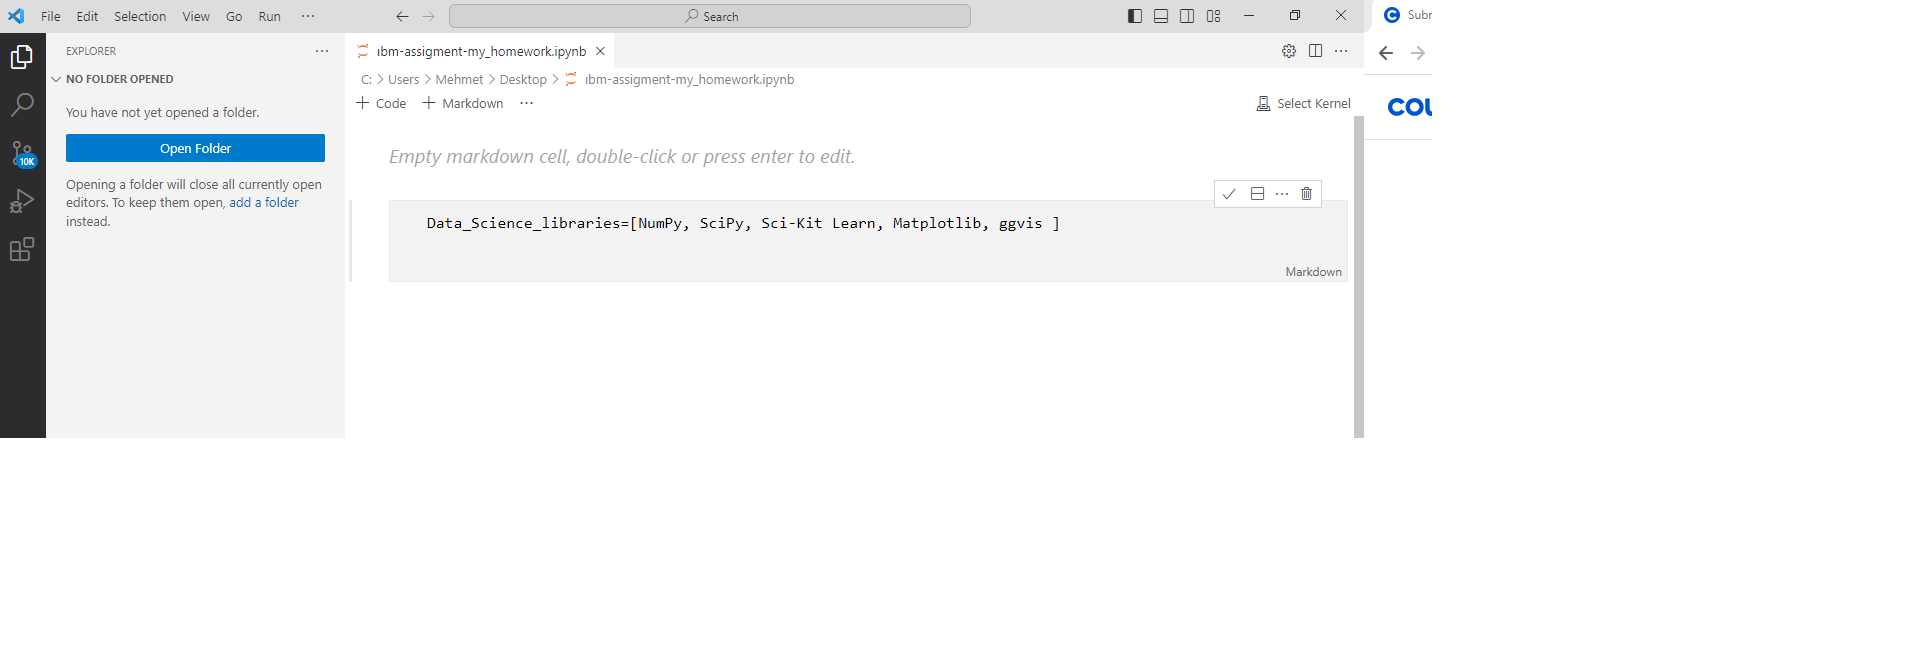 File Edit Selection View Go Run ... Search
Subm
EXPLORER ...
ıbm-assigment-my_homework.ipynb
NO FOLDER OPENED
C: > Users > Mehmet > Desktop > ıbm-assigment-my_homework.ipynb
+ Code + Markdown ... Select Kernel
COU
You have not yet opened a folder.
Open Folder
10K
Opening a folder will close all currently open
editors. To keep them open, add a folder
instead.
Empty markdown cell, double-click or press enter to edit.
Data_Science_libraries=[NumPy, SciPy, Sci-Kit Learn, Matplotlib, ggvis ]
Markdown